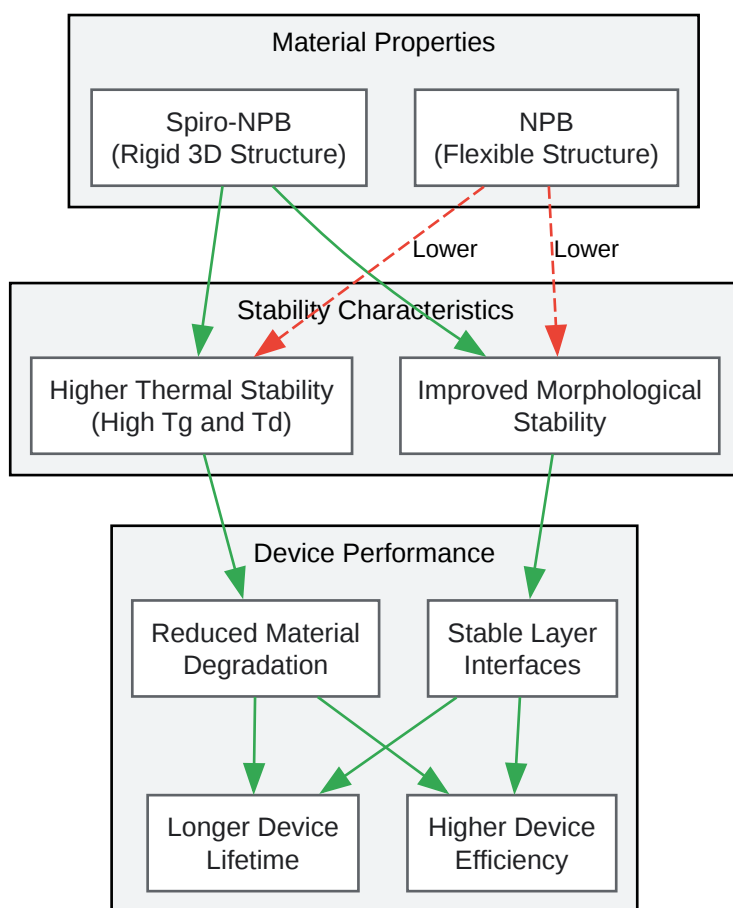 Material Properties
Spiro-NPB
(Rigid 3D Structure)
NPB
(Flexible Structure)
Lower
Lower
Stability Characteristics
Higher Thermal Stability
(High Tg and Td)
Improved Morphological
Stability
Device Performance
Reduced Material
Degradation
Stable Layer
Interfaces
Longer Device
Lifetime
Higher Device
Efficiency